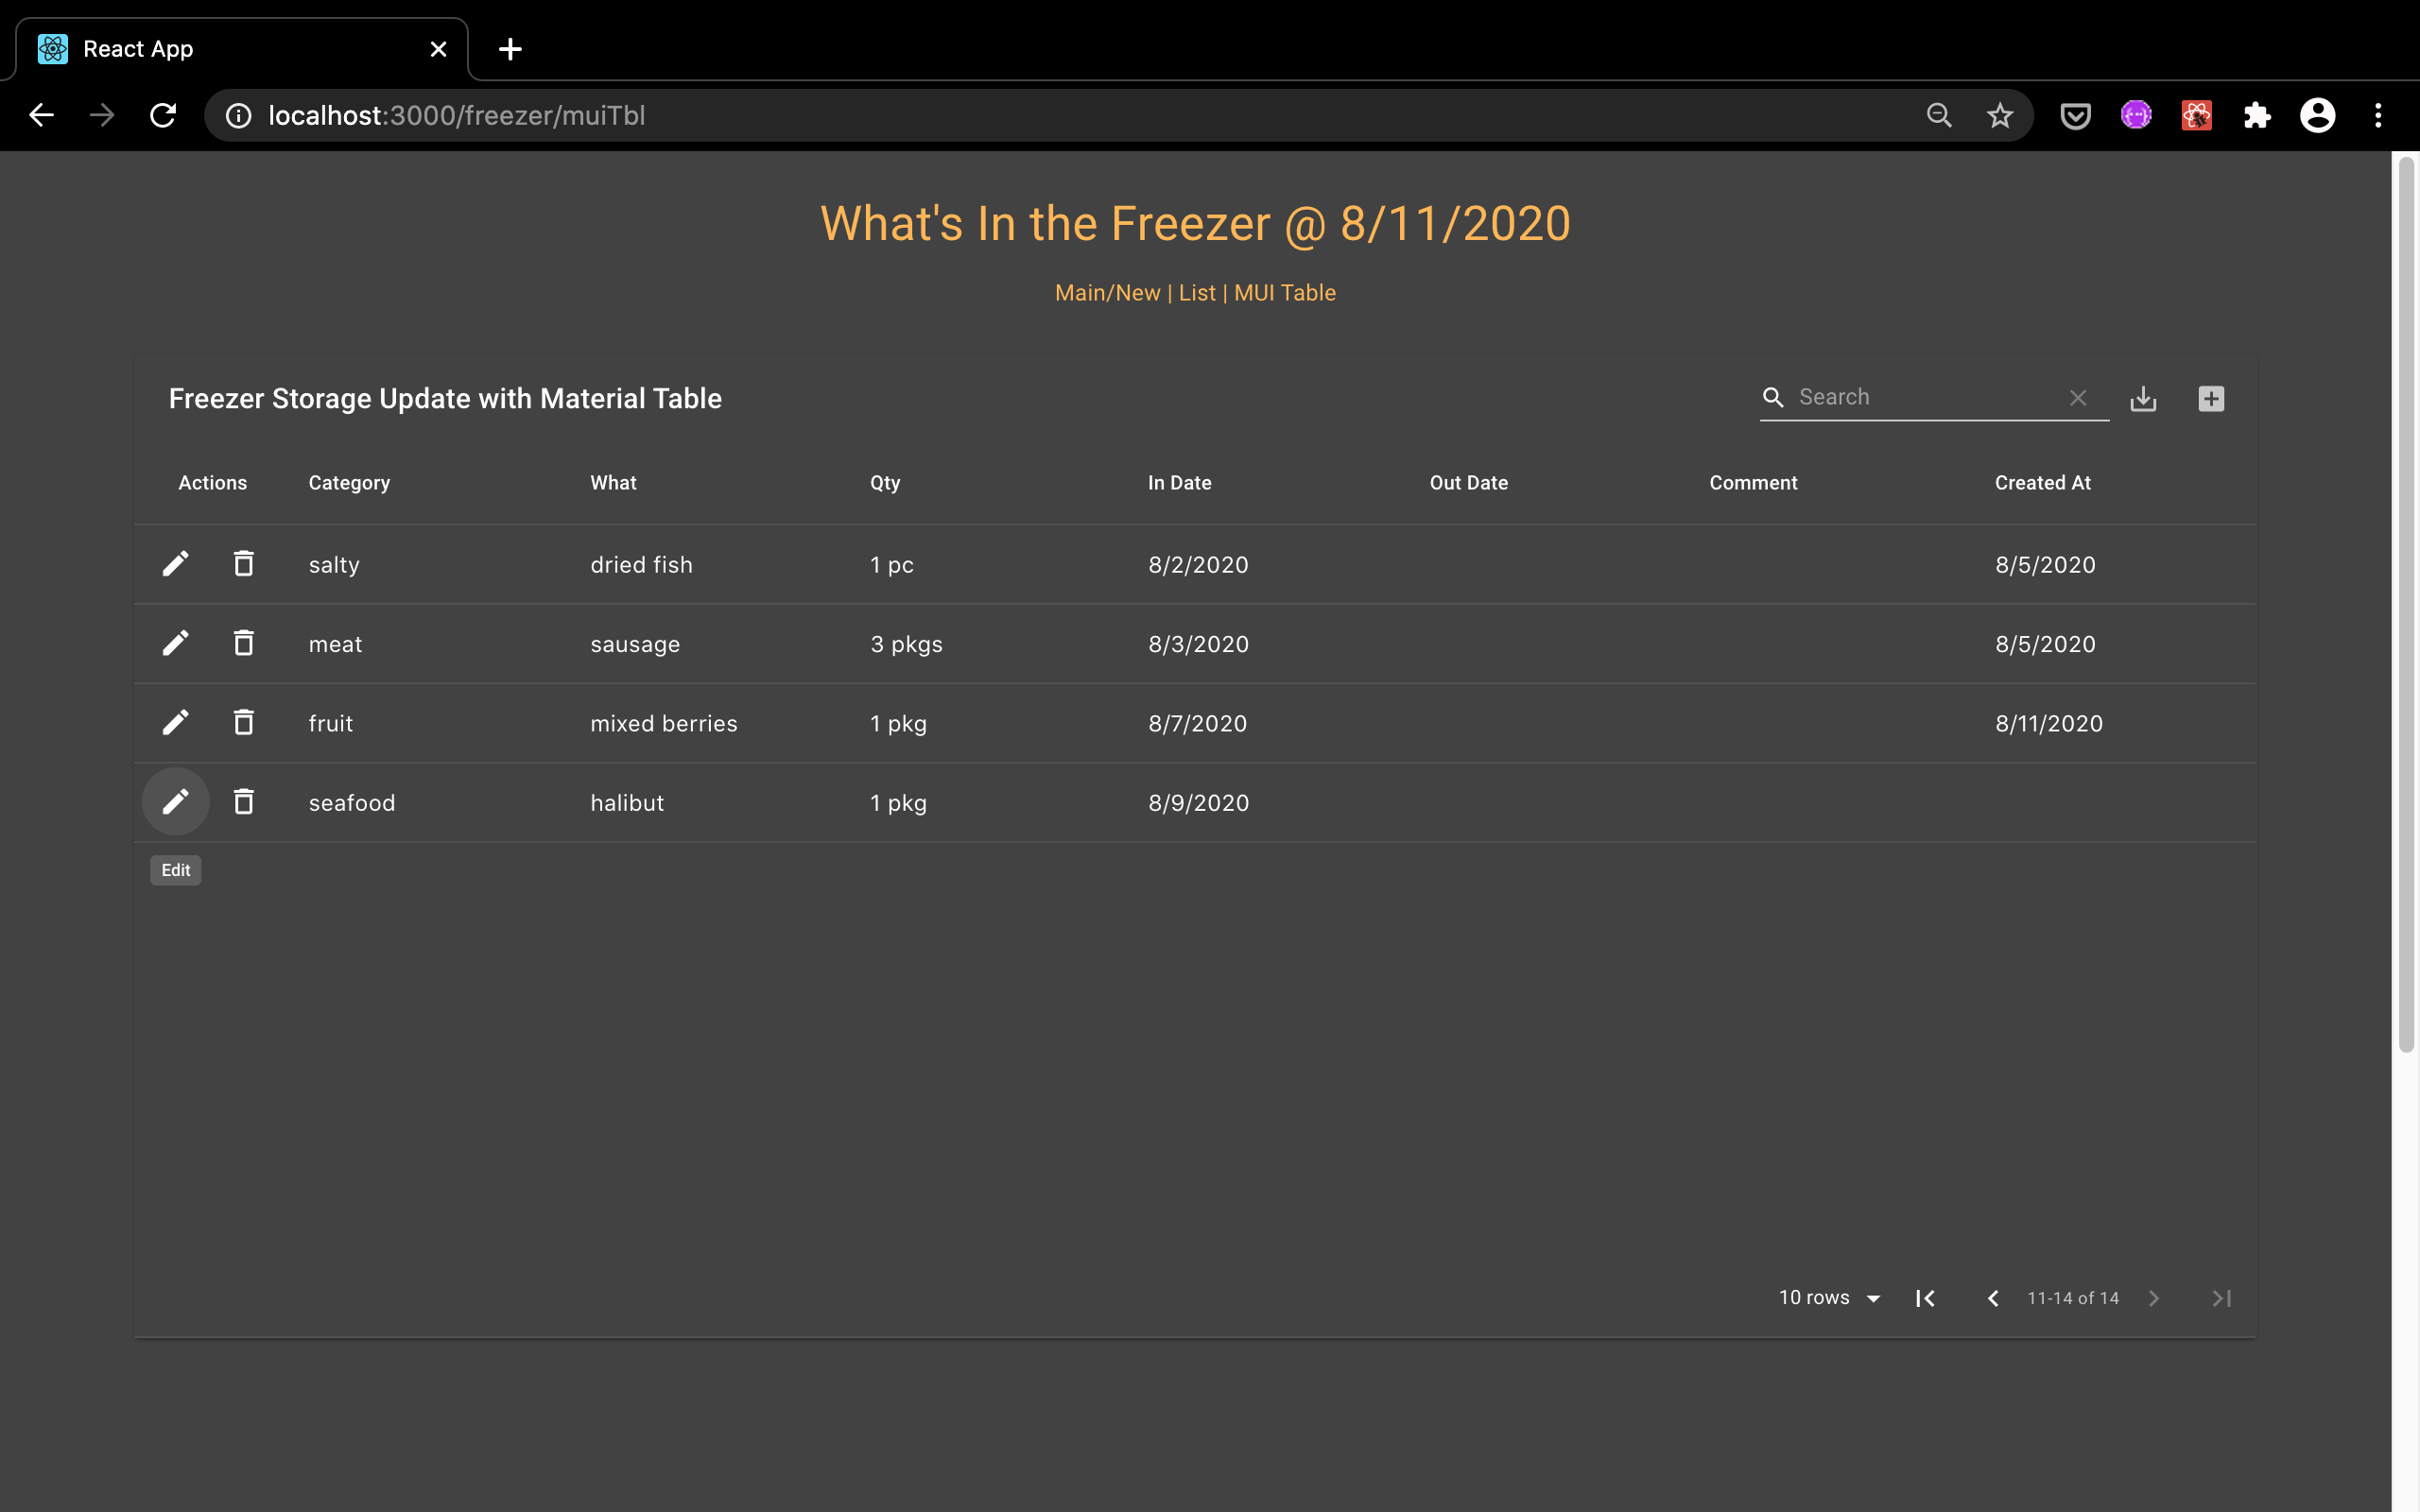 React App
localhost:3000/freezer/muiTbl
What's In the Freezer @ 8/11/2020
Main/New | List | MUI Table
Freezer Storage Update with Material Table
Search
Actions Category What Qty In Date Out Date Comment Created At
salty dried fish 1 pc 8/2/2020 8/5/2020
meat sausage 3 pkgs 8/3/2020 8/5/2020
fruit mixed berries 1 pkg 8/7/2020 8/11/2020
seafood halibut 1 pkg 8/9/2020
Edit
10 rows 11-14 of 14